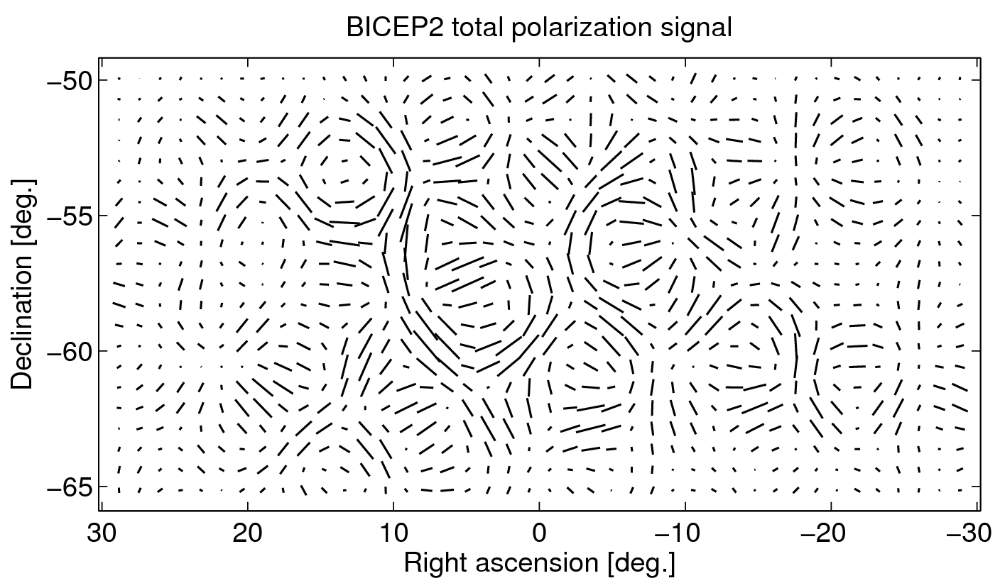 BICEP2 total polarization signal
−50
−55
−60
−65
Declination [deg.]
30 20 10 0 −10 −20 −30
Right ascension [deg.]